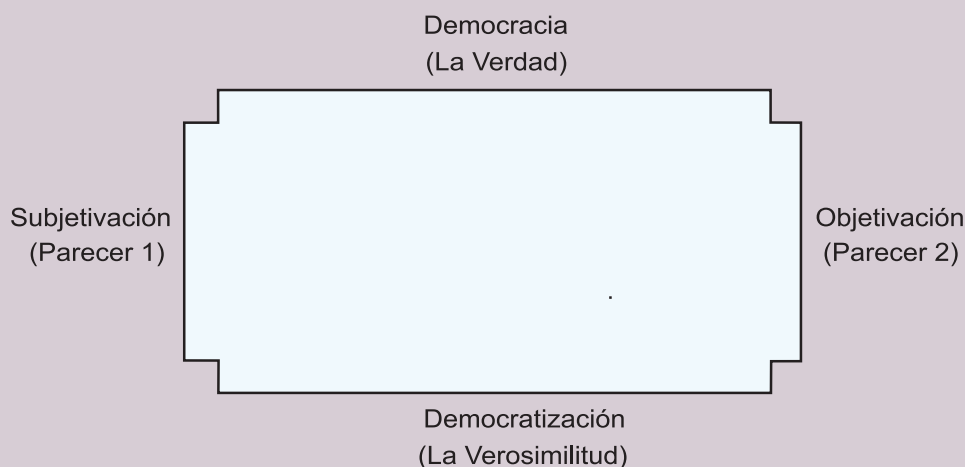 Democracia
(La Verdad)
Subjetivación
(Parecer 1)
Objetivación
(Parecer 2)
Democratización
(La Verosimilitud)